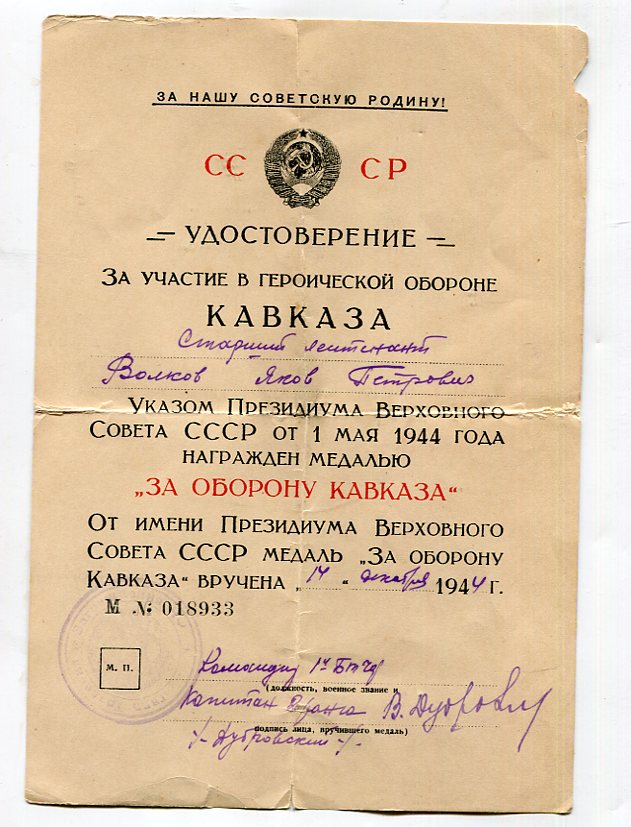 ЗА НАШУ СОВЕТСКУЮ РОДИНУ!
СС СР
УДОСТОВЕРЕНИЕ
ЗА УЧАСТИЕ В ГЕРОИЧЕСКОЙ ОБОРОНЕ
КАВКАЗА
Старший лейтенант
Волков Яков Петрович
УКАЗОМ ПРЕЗИДИУМА ВЕРХОВНОГО
СОВЕТА СССР ОТ 1 МАЯ 1944 ГОДА
НАГРАЖДЕН МЕДАЛЬЮ
„ЗА ОБОРОНУ КАВКАЗА“
ОТ ИМЕНИ ПРЕЗИДИУМА ВЕРХОВНОГО
СОВЕТА СССР МЕДАЛЬ „ЗА ОБОРОНУ
КАВКАЗА“ ВРУЧЕНА „14“ декабря 1944 г.
М № 018933
М. П.
Командир
(должность, военное звание и
Капитан ранга В. Дубровский
подпись лица, вручившего медаль)
/-Дубровский-/.